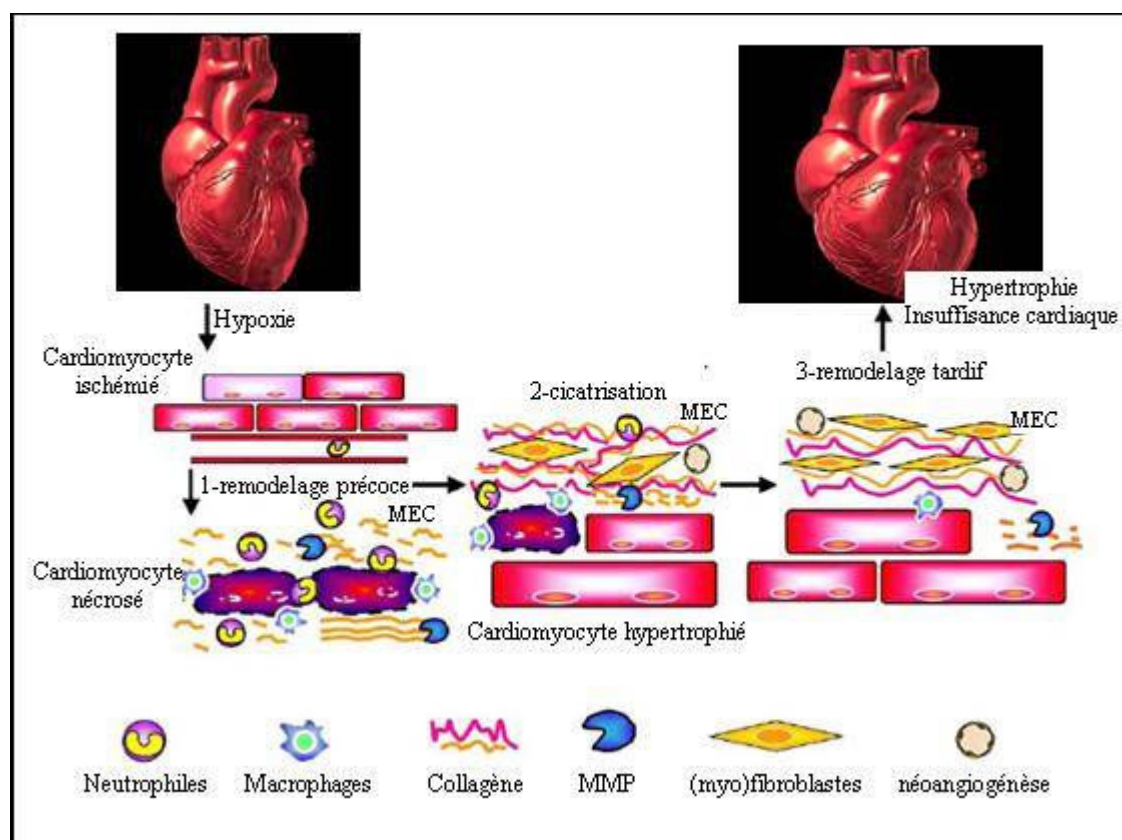 Hypoxie
Hypertrophie
Insuffisance cardiaque
Cardiomyocyte
ischémié
3-remodelage tardif
2-cicatrisation
MEC
MEC
1-remodelage précoce
MEC
Cardiomyocyte
nécrosé
Cardiomyocyte hypertrophié
Neutrophiles
Macrophages
Collagène
MMP
(myo)fibroblastes
néoangiogénèse